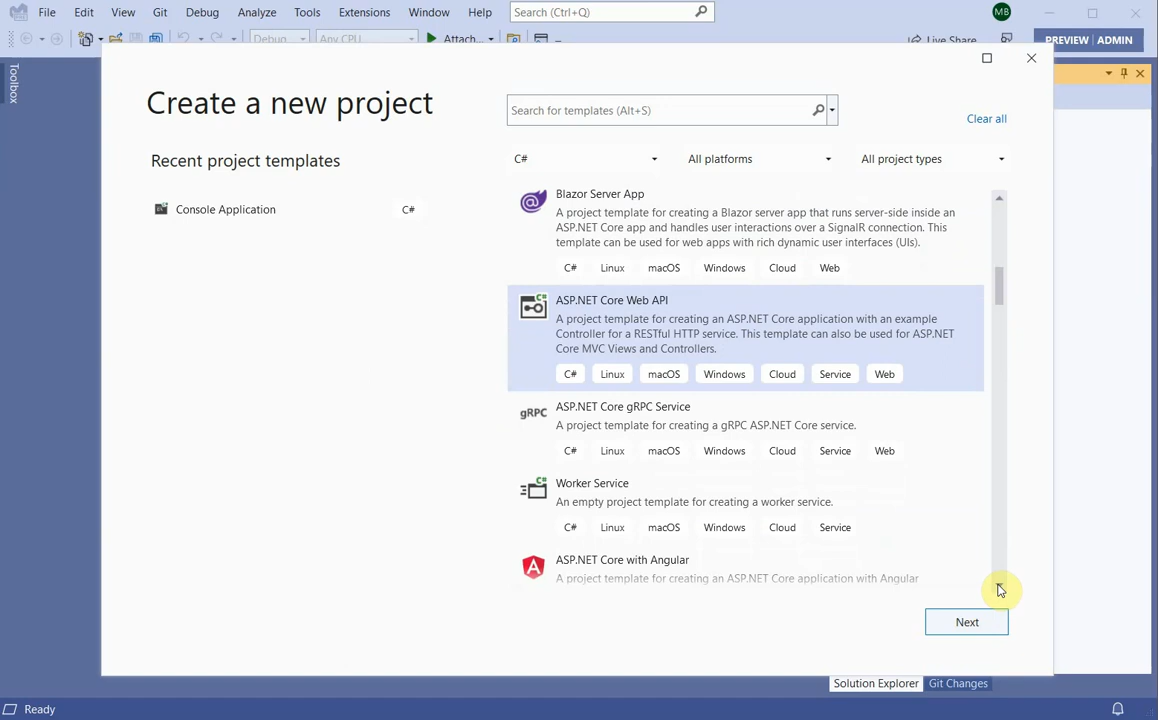 File Edit View Git Debug Analyze Tools Extensions Window Help Search (Ctrl+Q) MB
Debug Any CPU Attach... Live Share PREVIEW ADMIN
Toolbox
Create a new project
Search for templates (Alt+S)
Clear all
Recent project templates
C# All platforms All project types
Console Application C#
Blazor Server App
A project template for creating a Blazor server app that runs server-side inside an
ASP.NET Core app and handles user interactions over a SignalR connection. This
template can be used for web apps with rich dynamic user interfaces (UIs).
C# Linux macOS Windows Cloud Web
ASP.NET Core Web API
A project template for creating an ASP.NET Core application with an example
Controller for a RESTful HTTP service. This template can also be used for ASP.NET
Core MVC Views and Controllers.
C# Linux macOS Windows Cloud Service Web
gRPC
ASP.NET Core gRPC Service
A project template for creating a gRPC ASP.NET Core service.
C# Linux macOS Windows Cloud Service Web
Worker Service
An empty project template for creating a worker service.
C# Linux macOS Windows Cloud Service
ASP.NET Core with Angular
A project template for creating an ASP.NET Core application with Angular
Next
Solution Explorer Git Changes
Ready